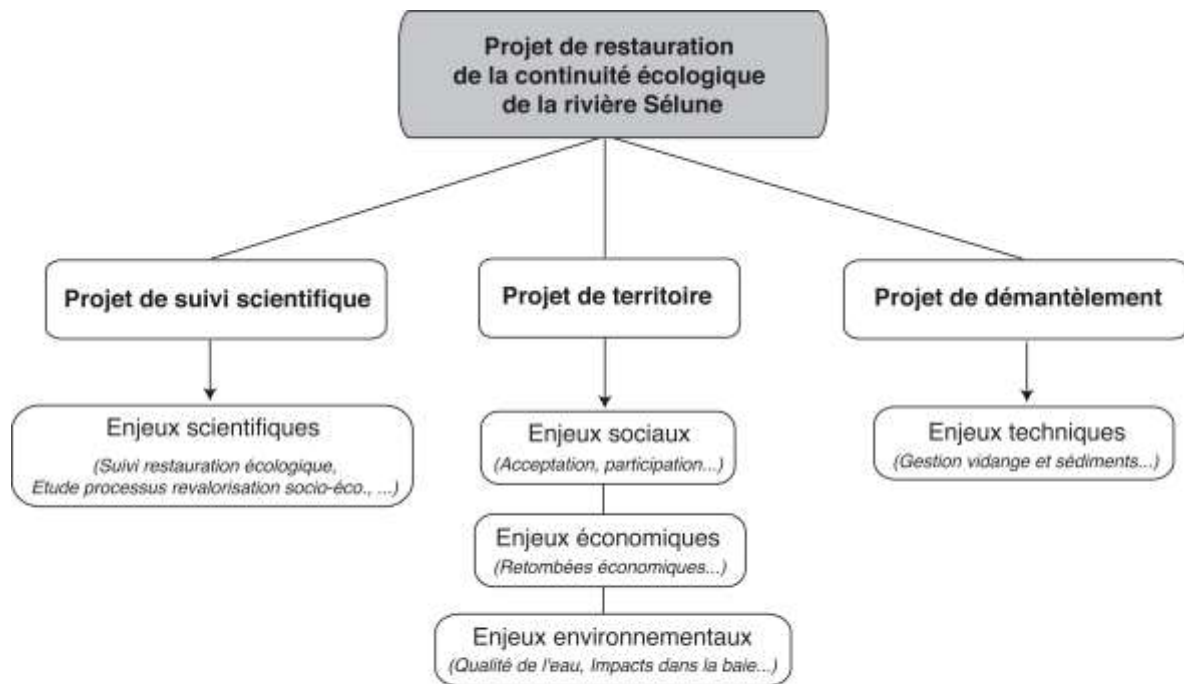 Projet de restauration
de la continuité écologique
de la rivière Sélune
Projet de suivi scientifique
Projet de territoire
Projet de démantèlement
Enjeux scientifiques
(Suivi restauration écologique,
Etude processus revalorisation socio-éco., ...)
Enjeux sociaux
(Acceptation, participation...)
Enjeux techniques
(Gestion vidange et sédiments...)
Enjeux économiques
(Retombées économiques...)
Enjeux environnementaux
(Qualité de l'eau, Impacts dans la baie...)